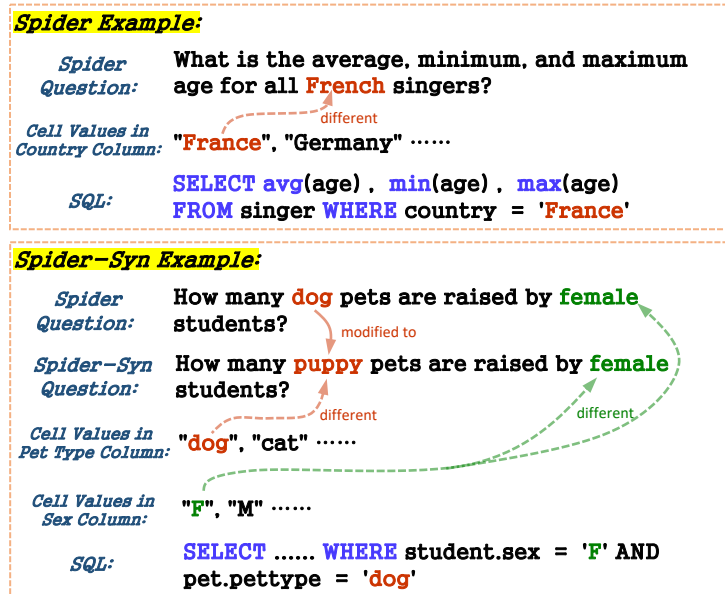 Spider Example:
Spider Question:
What is the average, minimum, and maximum
age for all French singers?
different
Cell Values in
Country Column:
"France", "Germany" ······
SQL:
SELECT avg(age) , min(age) , max(age)
FROM singer WHERE country = 'France'
Spider-Syn Example:
Spider
Question:
How many dog pets are raised by female
students?
modified to
Spider-Syn
Question:
How many puppy pets are raised by female
students?
different
different
Cell Values in
Pet Type Column:
"dog", "cat" ······
Cell Values in
Sex Column:
"F", "M" ······
SQL:
SELECT ...... WHERE student.sex = 'F' AND
pet.pettype = 'dog'